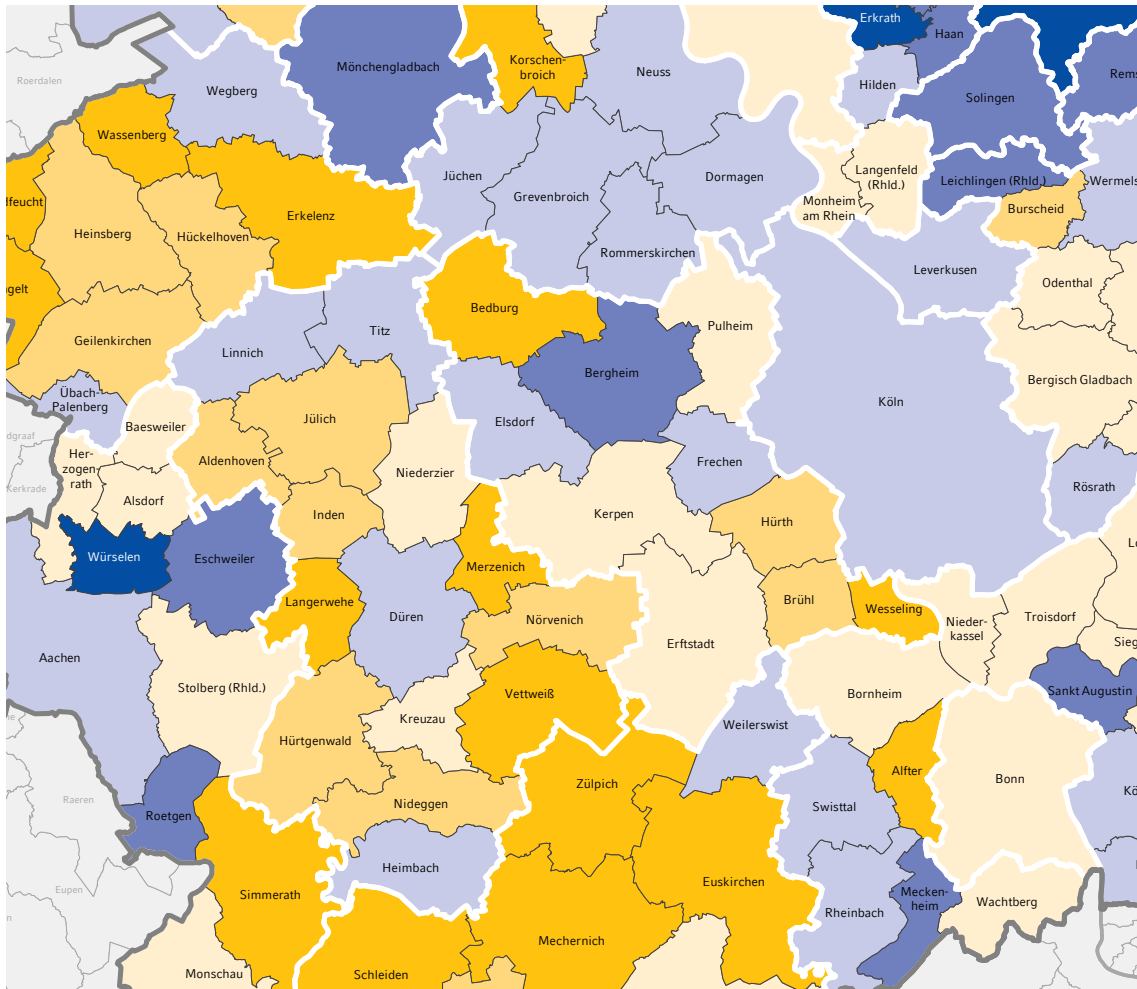 Erkrath
Haan
Roerdalen
Mönchengladbach
Korschen-
broich
Neuss
Rems
Wegberg
Hilden
Solingen
Wassenberg
Jüchen
Dormagen
Langenfeld
(Rhld.)
Leichlingen (Rhld.)
Wermels
lfeucht
Erkelenz
Grevenbroich
Monheim
am Rhein
Burscheid
Heinsberg
Hückelhoven
Rommerskirchen
Leverkusen
Odenthal
gelt
Bedburg
Pulheim
Geilenkirchen
Titz
Linnich
Bergheim
Bergisch Gladbach
Übach-
Palenberg
Köln
Baesweiler
Jülich
Elsdorf
dgraaf
Her-
zogen-
rath
Aldenhoven
Niederzier
Frechen
Kerkrade
Alsdorf
Rösrath
Inden
Kerpen
Hürth
Würselen
Eschweiler
Merzenich
Lo
Langerwehe
Düren
Nörvenich
Brühl
Wesseling
Nieder-
kassel
Troisdorf
Sieg
Aachen
Erftstadt
Stolberg (Rhld.)
Vettweiß
Bornheim
Sankt Augustin
Kreuzau
Weilerswist
Hürtgenwald
Alfter
Bonn
Zülpich
Raeren
Nideggen
Swisttal
Kö
Roetgen
Heimbach
Eupen
Simmerath
Euskirchen
Mecken-
heim
Wachtberg
Rheinbach
Mechernich
Monschau
Schleiden